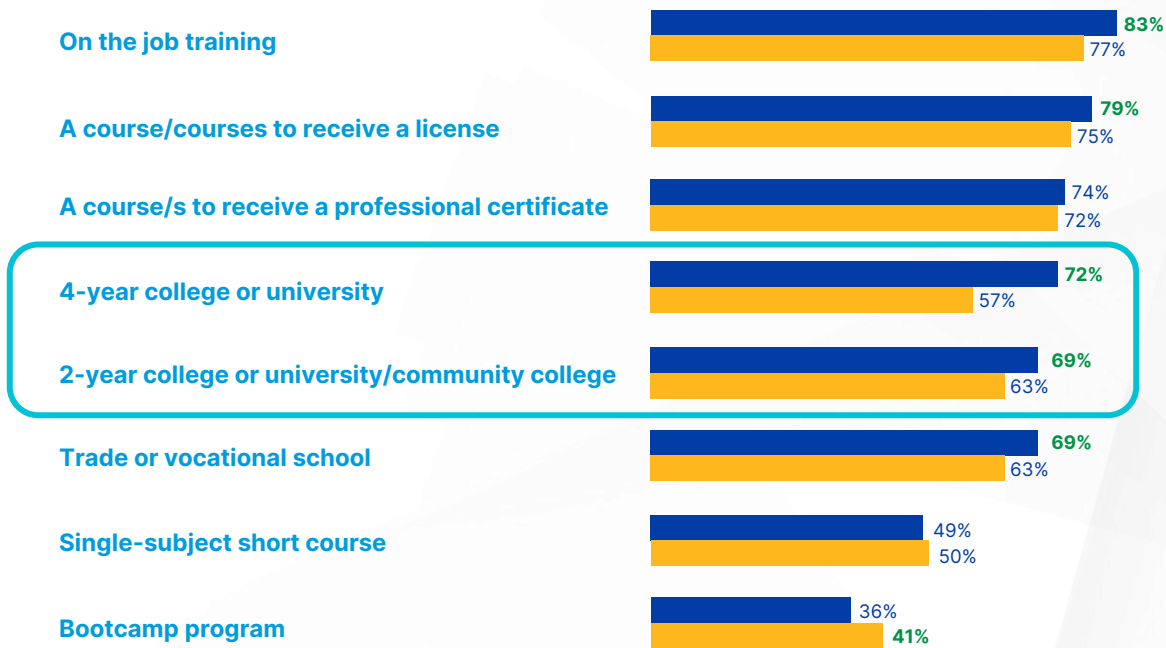 On the job training
83%
77%
A course/courses to receive a license
79%
75%
A course/s to receive a professional certificate
74%
72%
4-year college or university
72%
57%
2-year college or university/community college
69%
63%
Trade or vocational school
69%
63%
Single-subject short course
49%
50%
Bootcamp program
36%
41%